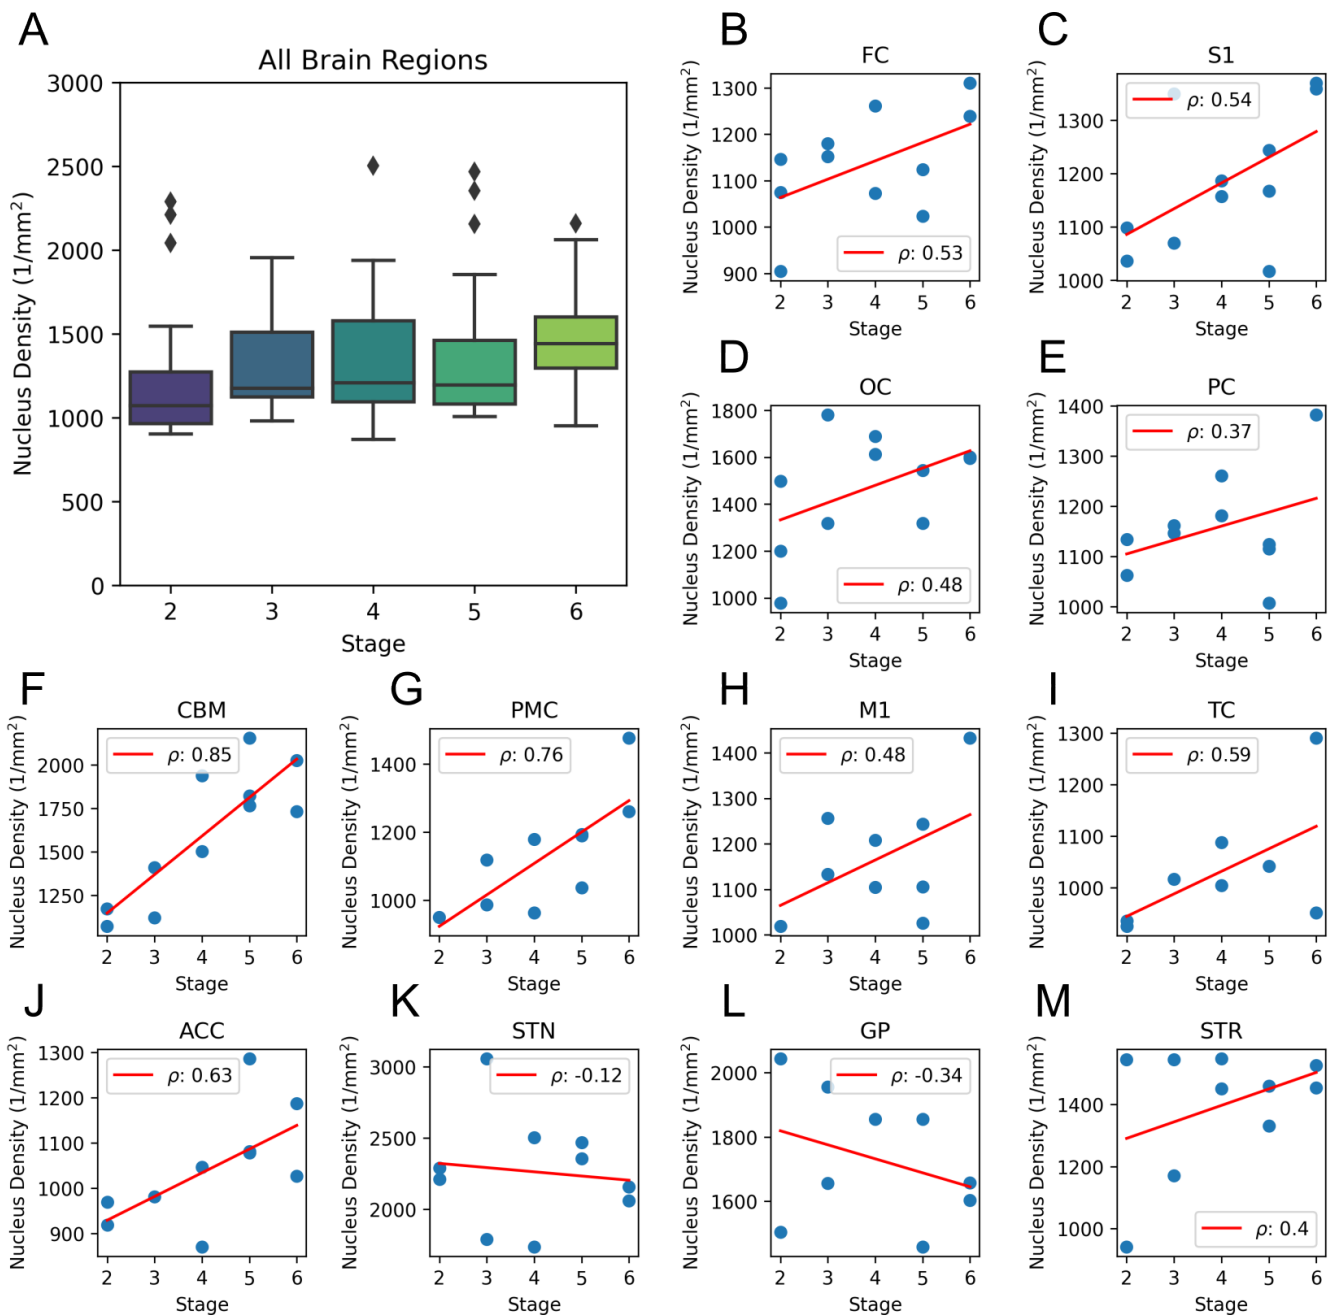 A
All Brain Regions
Nucleus Density (1/mm²)
3000
2500
2000
1500
1000
500
0
2 3 4 5 6
Stage
B
FC
Nucleus Density (1/mm²)
1300
1200
1100
1000
900
ρ: 0.53
2 3 4 5 6
Stage
C
S1
Nucleus Density (1/mm²)
1300
1200
1100
1000
ρ: 0.54
2 3 4 5 6
Stage
D
OC
Nucleus Density (1/mm²)
1800
1600
1400
1200
1000
ρ: 0.48
2 3 4 5 6
Stage
E
PC
Nucleus Density (1/mm²)
1400
1300
1200
1100
1000
ρ: 0.37
2 3 4 5 6
Stage
F
CBM
Nucleus Density (1/mm²)
2000
1750
1500
1250
ρ: 0.85
2 3 4 5 6
Stage
G
PMC
Nucleus Density (1/mm²)
1400
1200
1000
ρ: 0.76
2 3 4 5 6
Stage
H
M1
Nucleus Density (1/mm²)
1400
1300
1200
1100
1000
ρ: 0.48
2 3 4 5 6
Stage
I
TC
Nucleus Density (1/mm²)
1300
1200
1100
1000
ρ: 0.59
2 3 4 5 6
Stage
J
ACC
Nucleus Density (1/mm²)
1300
1200
1100
1000
900
ρ: 0.63
2 3 4 5 6
Stage
K
STN
Nucleus Density (1/mm²)
3000
2500
2000
ρ: -0.12
2 3 4 5 6
Stage
L
GP
Nucleus Density (1/mm²)
2000
1800
1600
ρ: -0.34
2 3 4 5 6
Stage
M
STR
Nucleus Density (1/mm²)
1400
1200
1000
ρ: 0.4
2 3 4 5 6
Stage